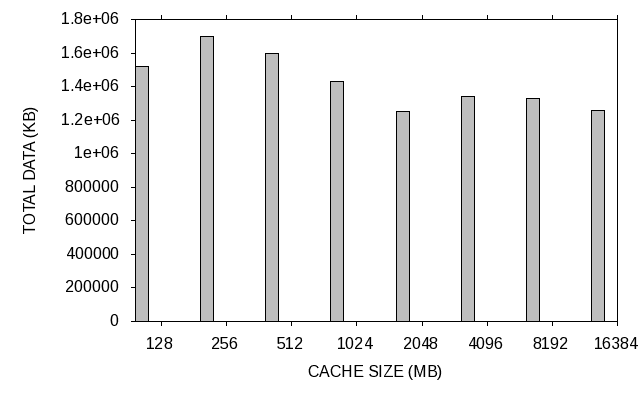 1.8e+06
1.6e+06
1.4e+06
1.2e+06
1e+06
800000
600000
400000
200000
0
TOTAL DATA (KB)
128 256 512 1024 2048 4096 8192 16384
CACHE SIZE (MB)